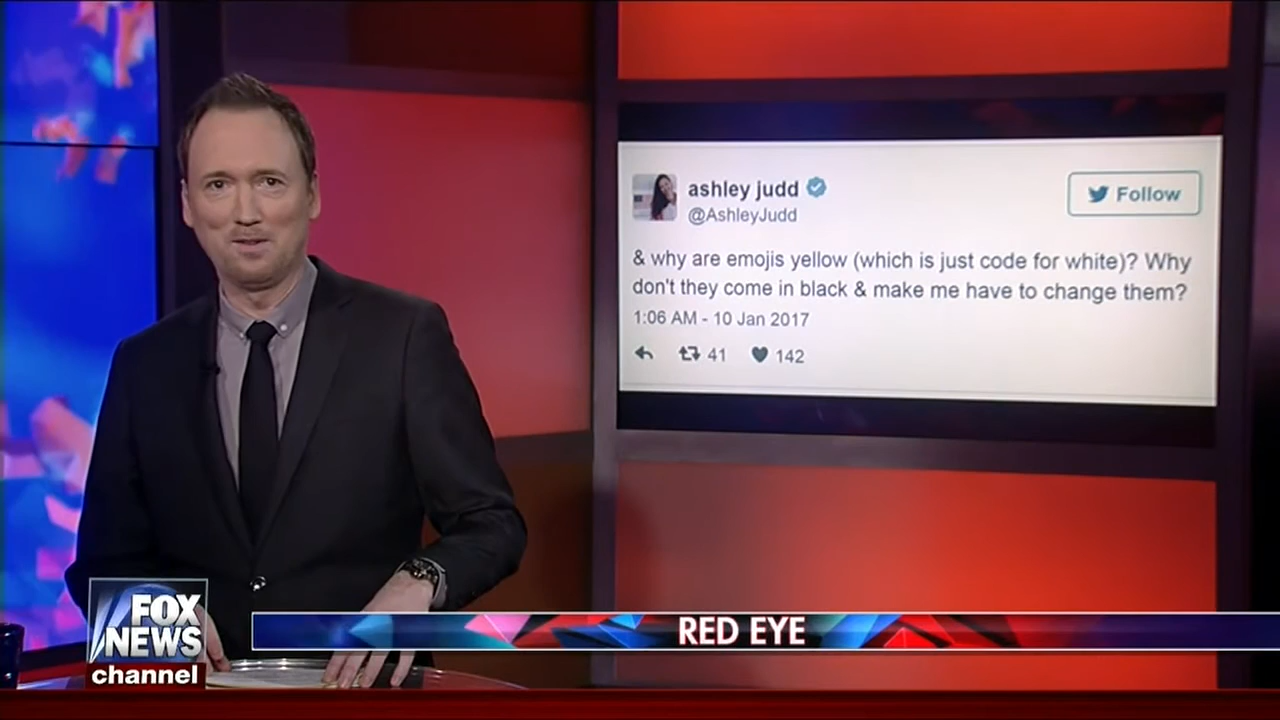 ashley judd
@AshleyJudd
Follow
& why are emojis yellow (which is just code for white)? Why
don't they come in black & make me have to change them?
1:06 AM - 10 Jan 2017
41 142
RED EYE
FOX
NEWS
channel